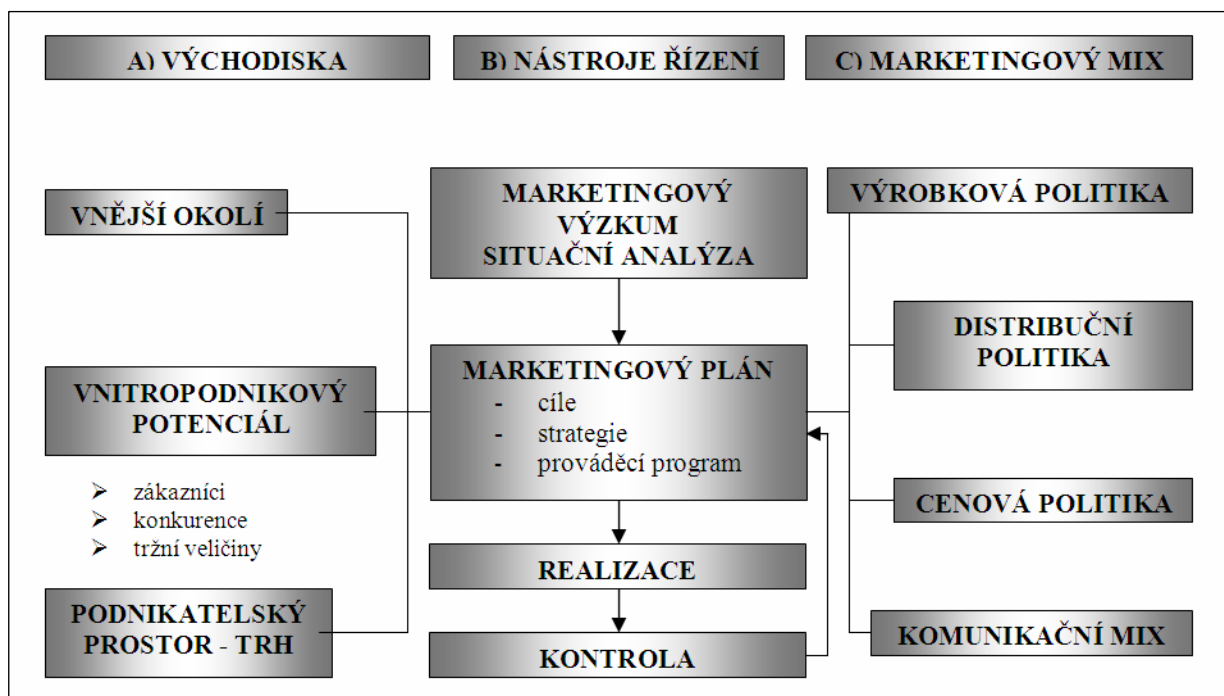 A) VÝCHODISKA
B) NÁSTROJE ŘÍZENÍ
C) MARKETINGOVÝ MIX
VNĚJŠÍ OKOLÍ
VNITROPODNIKOVÝ
POTENCIÁL
➢ zákazníci
➢ konkurence
➢ tržní veličiny
PODNIKATELSKÝ
PROSTOR - TRH
MARKETINGOVÝ
VÝZKUM
SITUAČNÍ ANALÝZA
MARKETINGOVÝ PLÁN
- cíle
- strategie
- prováděcí program
REALIZACE
KONTROLA
VÝROBKOVÁ POLITIKA
DISTRIBUČNÍ
POLITIKA
CENOVÁ POLITIKA
KOMUNIKAČNÍ MIX